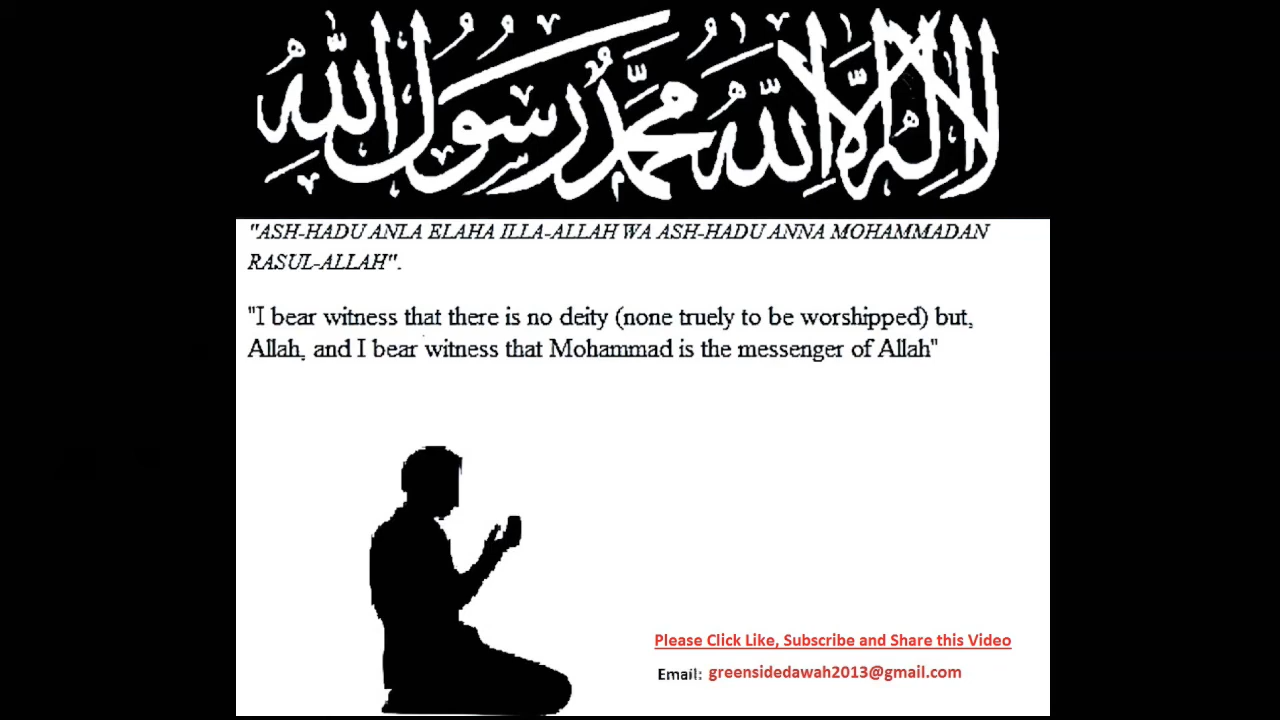 لا إله إلا الله محمد رسول الله
"ASH-HADU ANLA ELAHA ILLA-ALLAH WA ASH-HADU ANNA MOHAMMADAN
RASUL-ALLAH".
"I bear witness that there is no deity (none truely to be worshipped) but,
Allah, and I bear witness that Mohammad is the messenger of Allah"
Please Click Like, Subscribe and Share this Video
Email: greensidedawah2013@gmail.com